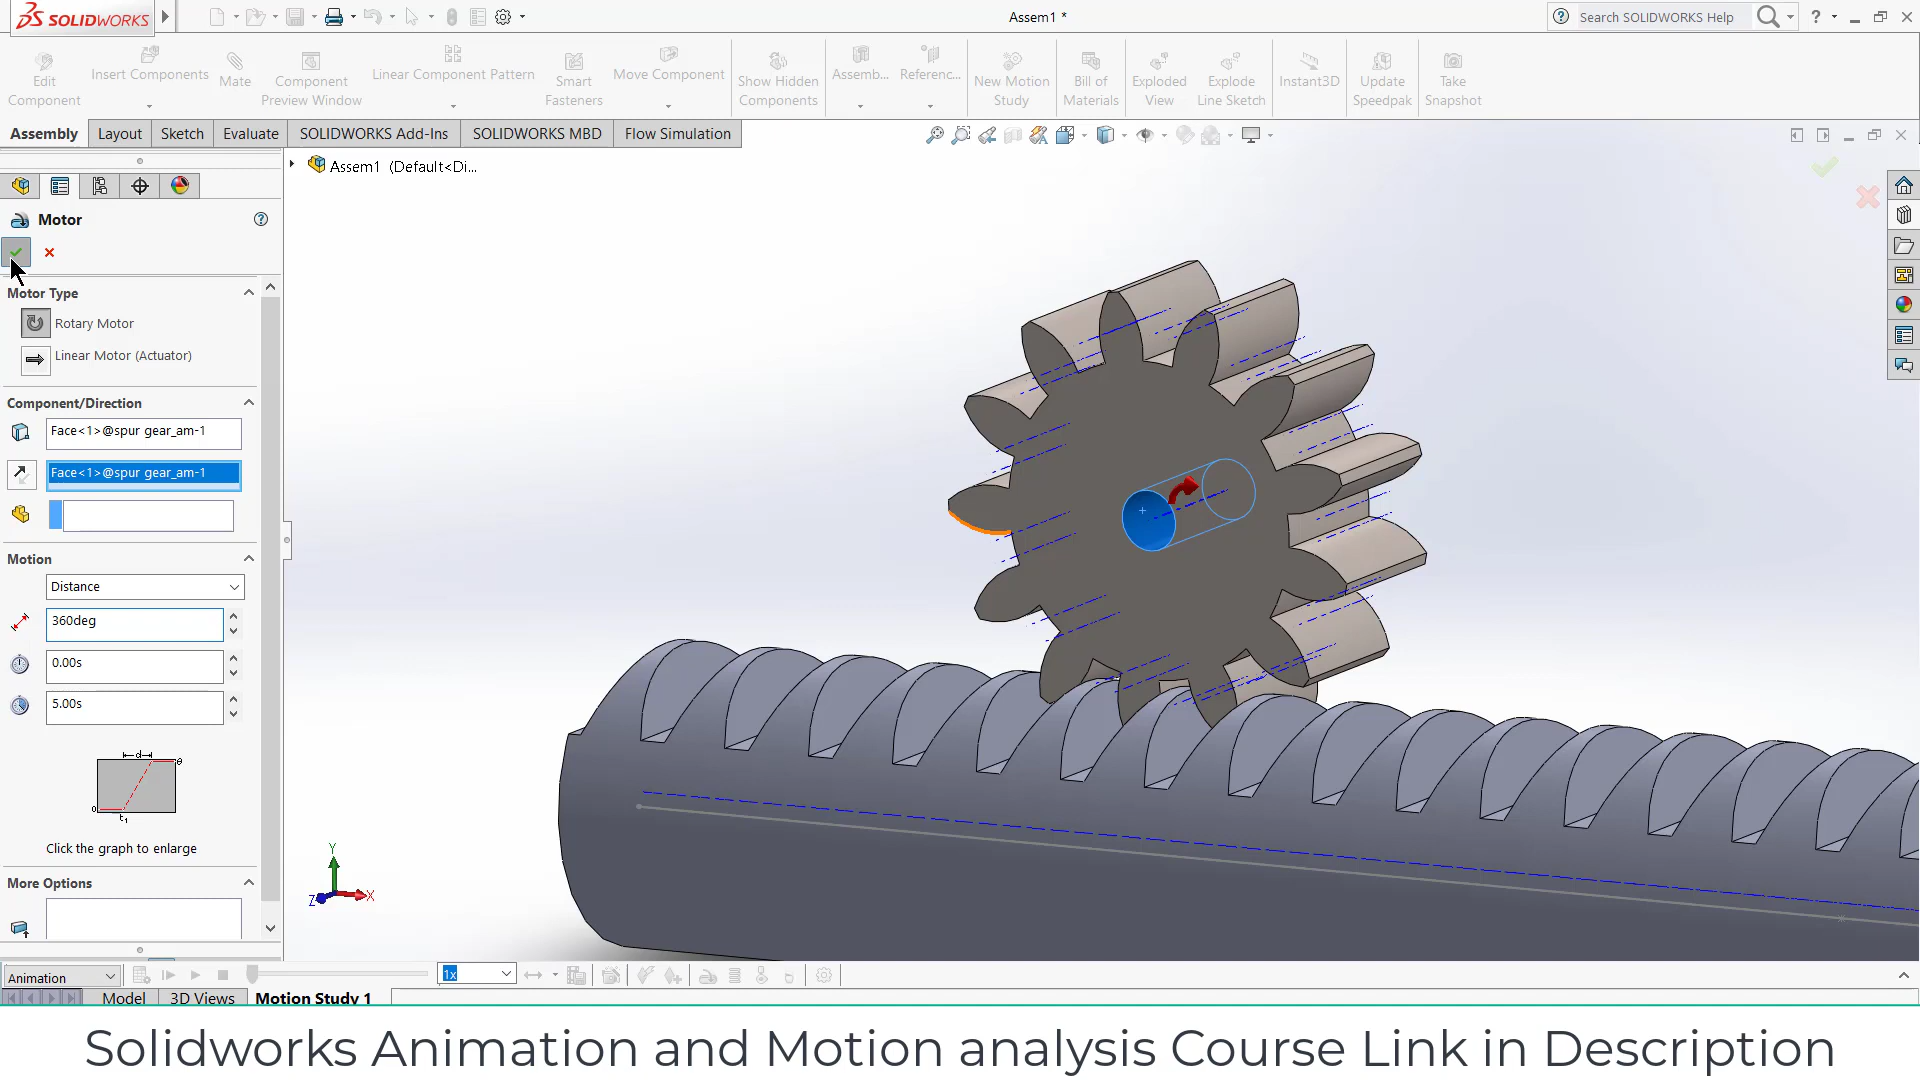 SOLIDWORKS
Assem1 *
Search SOLIDWORKS Help
Edit Component
Insert Components
Mate
Component Preview Window
Linear Component Pattern
Smart Fasteners
Move Component
Show Hidden Components
Assemb...
Referenc...
New Motion Study
Bill of Materials
Exploded View
Explode Line Sketch
Instant3D
Update Speedpak
Take Snapshot
Assembly
Layout
Sketch
Evaluate
SOLIDWORKS Add-Ins
SOLIDWORKS MBD
Flow Simulation
Assem1 (Default<Di...
Motor
Motor Type
Rotary Motor
Linear Motor (Actuator)
Component/Direction
Face<1>@spur gear_am-1
Face<1>@spur gear_am-1
Motion
Distance
360deg
0.00s
5.00s
d
θ
0
t1
Click the graph to enlarge
More Options
Y
X
Z
Animation
1x
Model
3D Views
Motion Study 1
Solidworks Animation and Motion analysis Course Link in Description